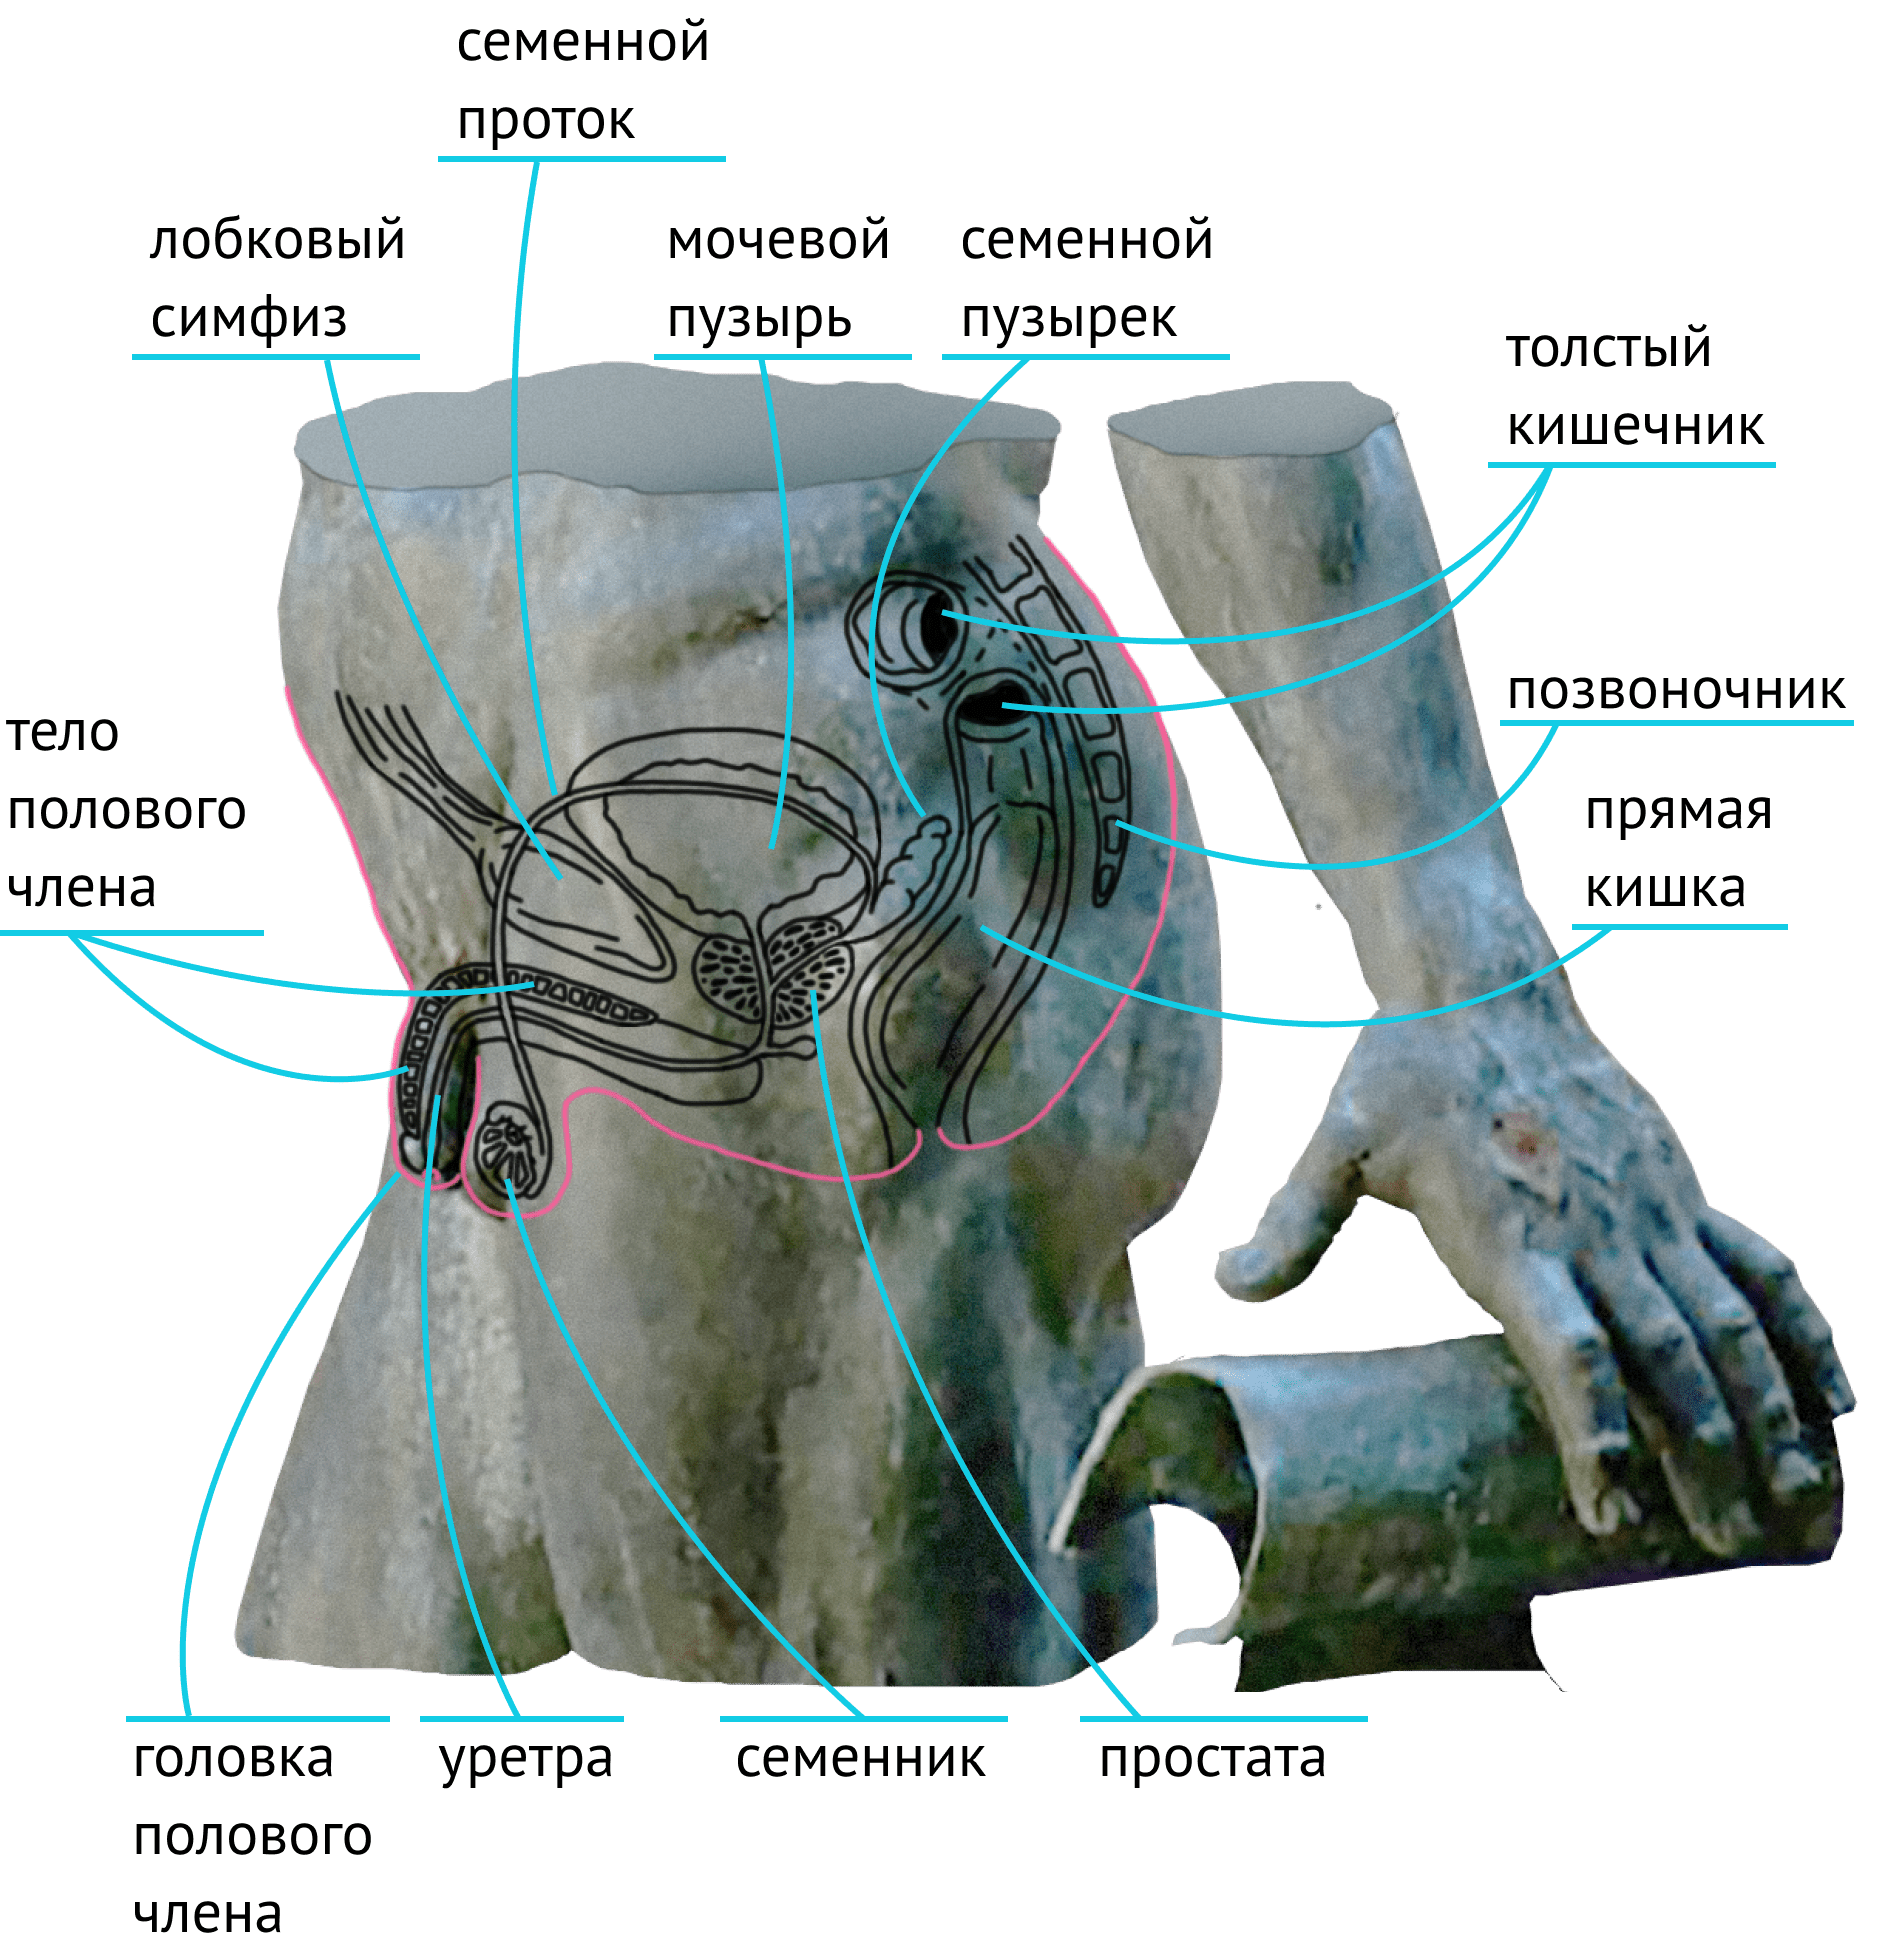 семенной
проток
лобковый
симфиз
мочевой
пузырь
семенной
пузырек
толстый
кишечник
тело
полового
члена
позвоночник
прямая
кишка
головка
полового
члена
уретра
семенник
простата